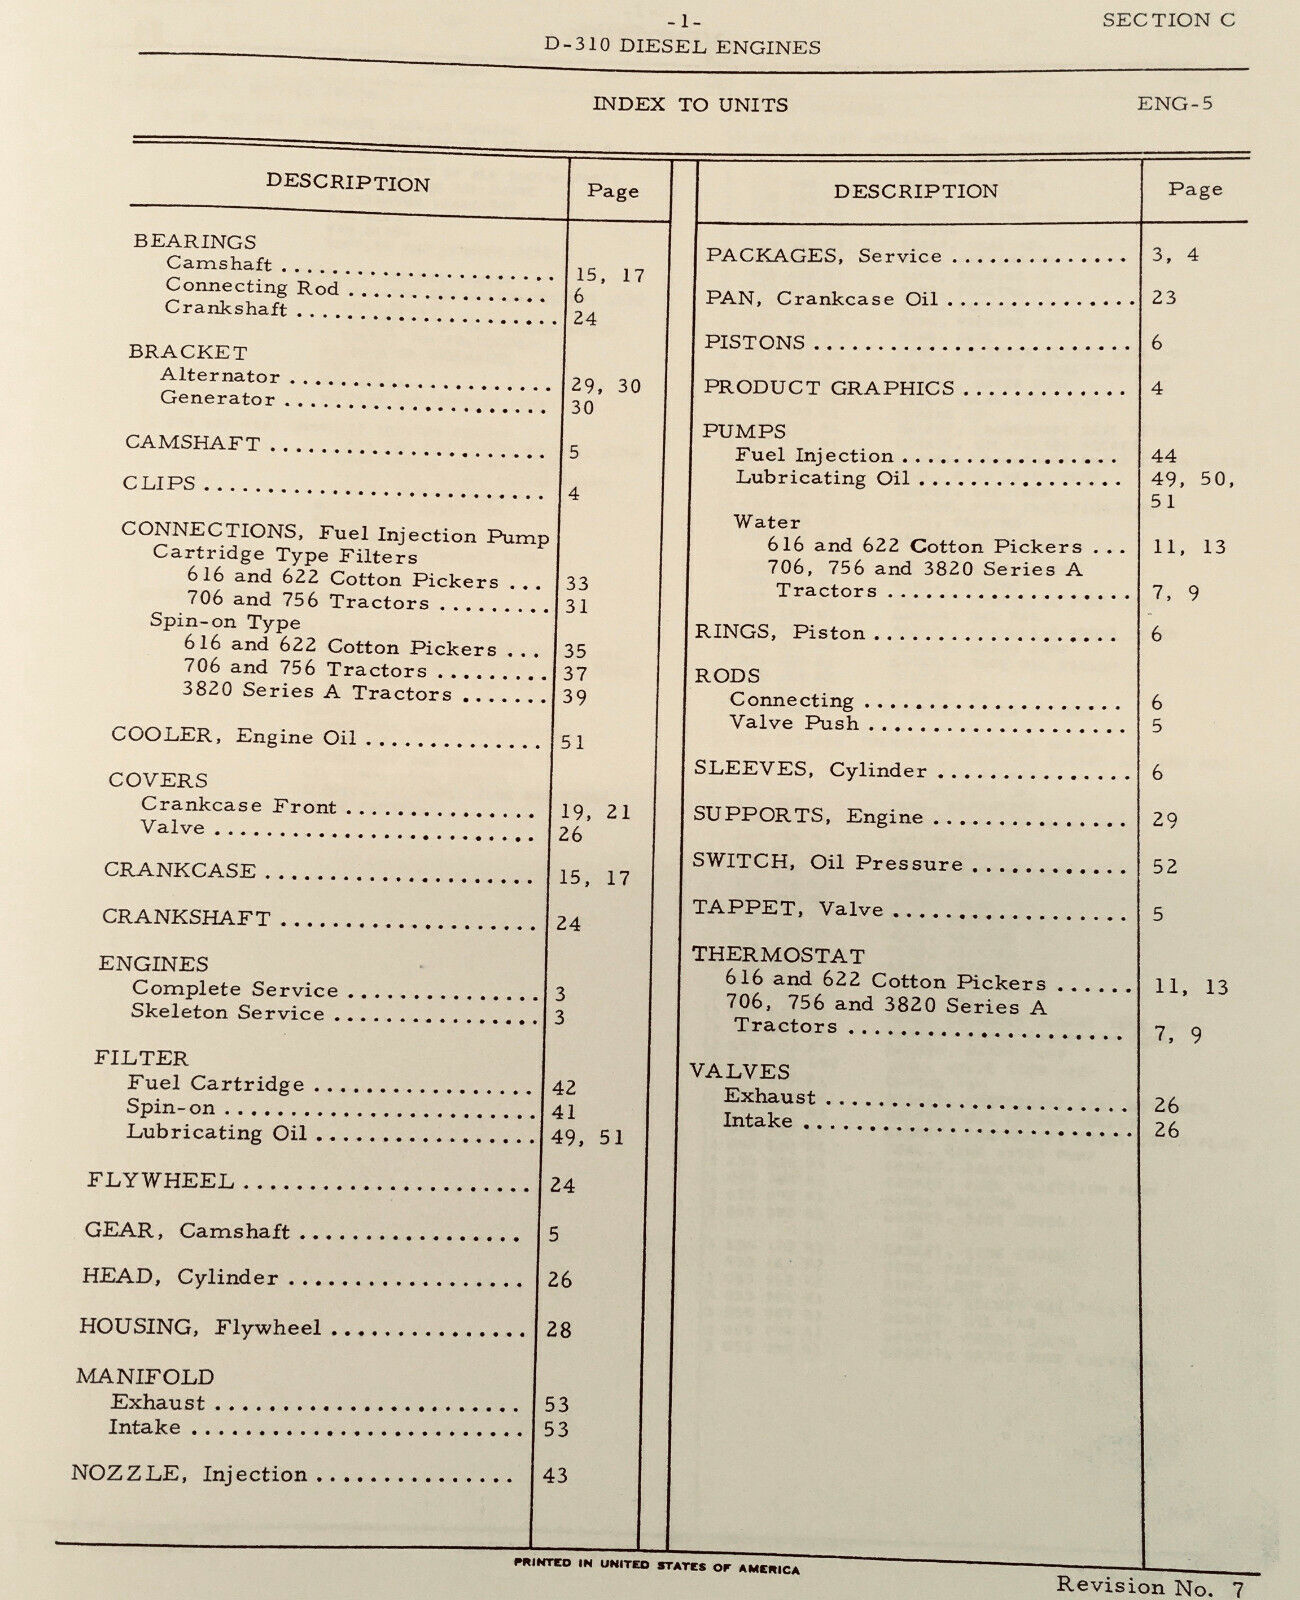 -1-
SECTION C
D-310 DIESEL ENGINES
INDEX TO UNITS
ENG-5
DESCRIPTION Page
BEARINGS
Camshaft ...................... 15, 17
Connecting Rod ................ 6
Crankshaft ..................... 24
BRACKET
Alternator ..................... 29, 30
Generator ..................... 30
CAMSHAFT ...................... 5
CLIPS ........................... 4
CONNECTIONS, Fuel Injection Pump
Cartridge Type Filters
616 and 622 Cotton Pickers ... 33
706 and 756 Tractors ......... 31
Spin-on Type
616 and 622 Cotton Pickers ... 35
706 and 756 Tractors ......... 37
3820 Series A Tractors ....... 39
COOLER, Engine Oil .............. 51
COVERS
Crankcase Front ............... 19, 21
Valve ......................... 26
CRANKCASE ..................... 15, 17
CRANKSHAFT .................... 24
ENGINES
Complete Service ............... 3
Skeleton Service ................ 3
FILTER
Fuel Cartridge ................. 42
Spin-on ........................ 41
Lubricating Oil ................. 49, 51
FLYWHEEL ...................... 24
GEAR, Camshaft ................. 5
HEAD, Cylinder .................. 26
HOUSING, Flywheel ............... 28
MANIFOLD
Exhaust ........................ 53
Intake .......................... 53
NOZZLE, Injection ............... 43
DESCRIPTION Page
PACKAGES, Service .............. 3, 4
PAN, Crankcase Oil ............... 23
PISTONS ......................... 6
PRODUCT GRAPHICS ............. 4
PUMPS
Fuel Injection ................. 44
Lubricating Oil ................ 49, 50,
51
Water
616 and 622 Cotton Pickers ... 11, 13
706, 756 and 3820 Series A
Tractors ................... 7, 9
RINGS, Piston ................... 6
RODS
Connecting .................... 6
Valve Push .................... 5
SLEEVES, Cylinder ............... 6
SUPPORTS, Engine ............... 29
SWITCH, Oil Pressure ............ 52
TAPPET, Valve ................... 5
THERMOSTAT
616 and 622 Cotton Pickers ...... 11, 13
706, 756 and 3820 Series A
Tractors ...................... 7, 9
VALVES
Exhaust ........................ 26
Intake .......................... 26
PRINTED IN UNITED STATES OF AMERICA
Revision No. 7